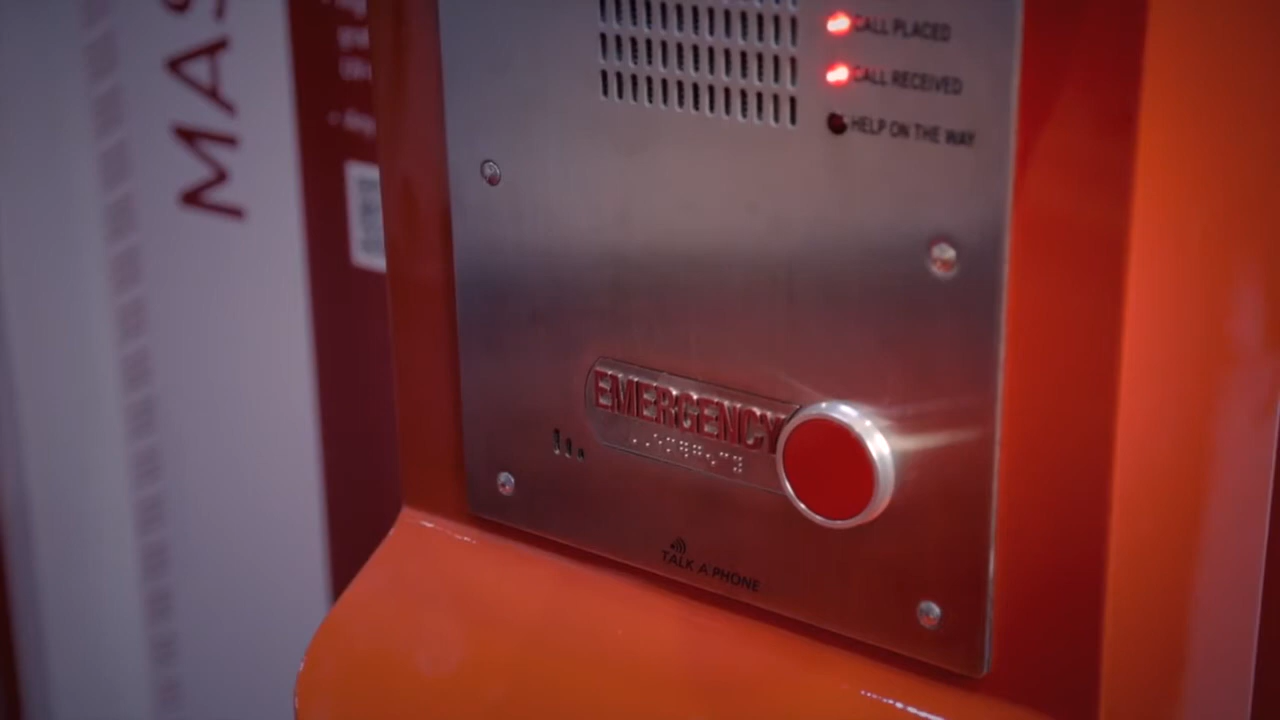 MAS
CALL PLACED
CALL RECEIVED
HELP ON THE WAY
EMERGENCY
TALK A PHONE